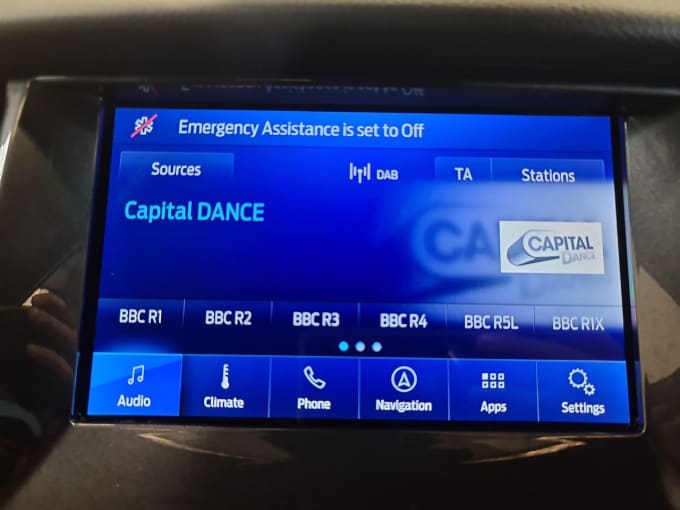 Emergency Assistance is set to Off
Sources
DAB
TA
Stations
Capital DANCE
CA
CAPITAL
DANCE
BBC R1
BBC R2
BBC R3
BBC R4
BBC R5L
BBC R1X
Audio
Climate
Phone
Navigation
Apps
Settings